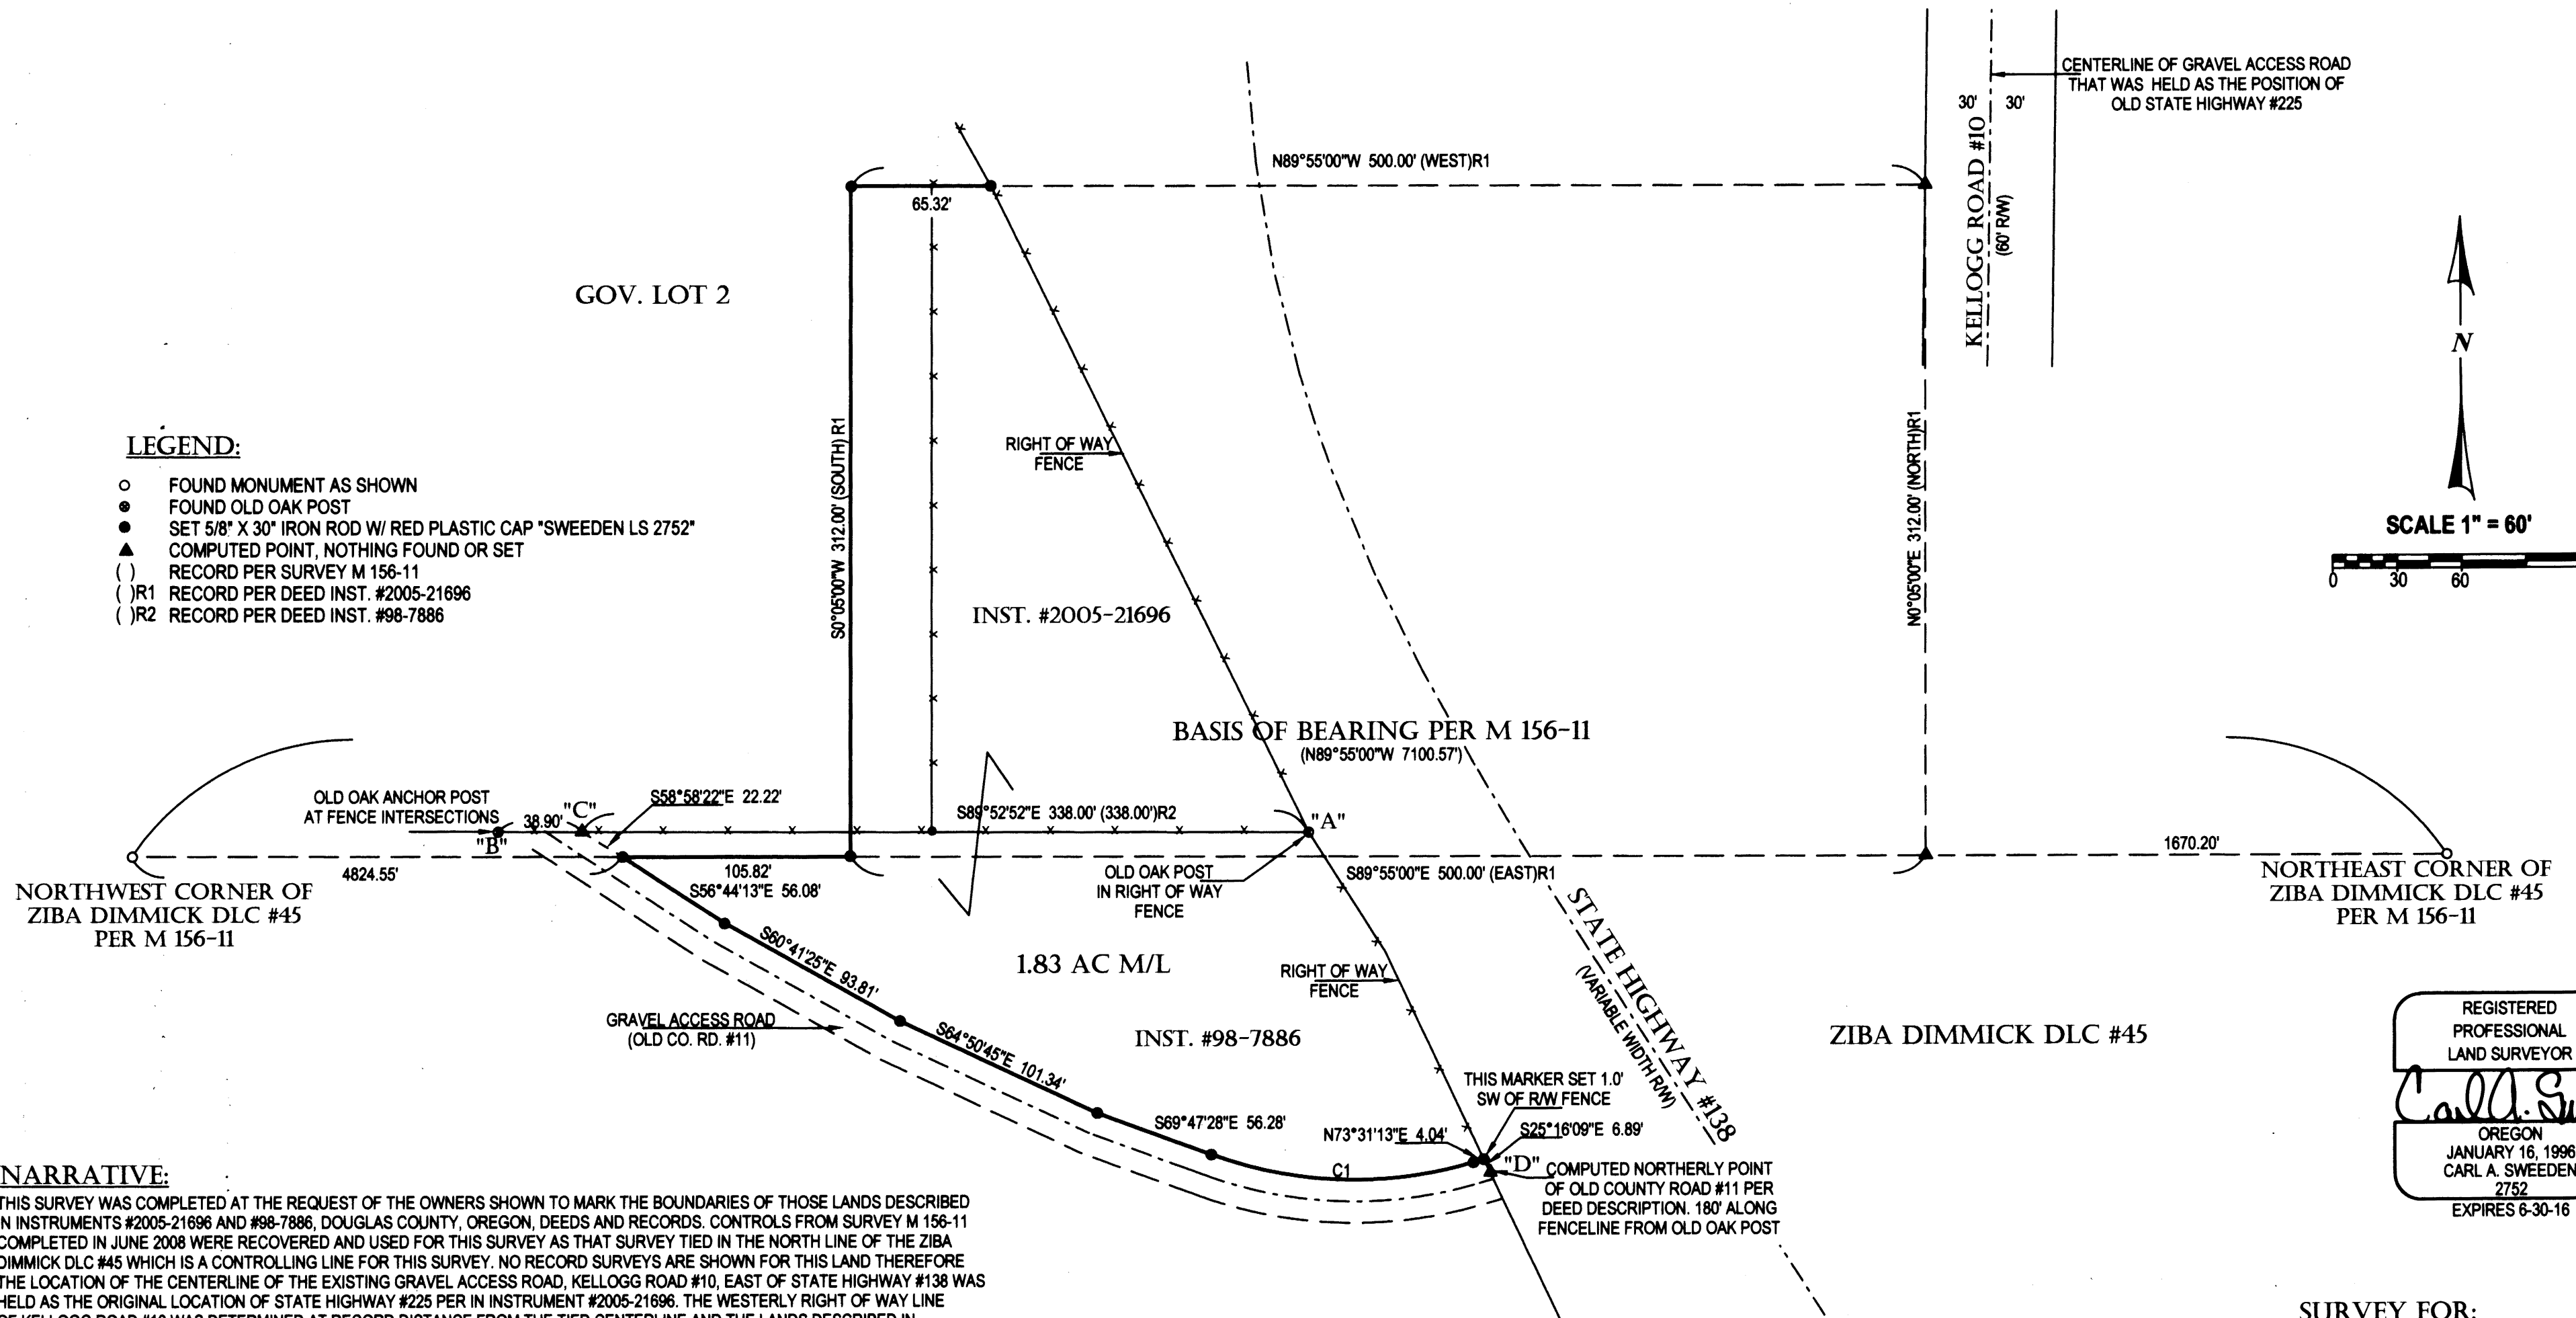 CENTERLINE OF GRAVEL ACCESS ROAD
THAT WAS HELD AS THE POSITION OF
OLD STATE HIGHWAY #225
30' 30'
KELLOGG ROAD #10
(60' R/W)
N89°55'00"W 500.00' (WEST)R1
65.32'
GOV. LOT 2
N
SCALE 1" = 60'
0 30 60
LEGEND:
FOUND MONUMENT AS SHOWN
FOUND OLD OAK POST
SET 5/8" X 30" IRON ROD W/ RED PLASTIC CAP "SWEEDEN LS 2752"
COMPUTED POINT, NOTHING FOUND OR SET
( ) RECORD PER SURVEY M 156-11
( )R1 RECORD PER DEED INST. #2005-21696
( )R2 RECORD PER DEED INST. #98-7886
S0°05'00"W 312.00' (SOUTH) R1
RIGHT OF WAY
FENCE
N0°05'00"E 312.00' (NORTH)R1
INST. #2005-21696
BASIS OF BEARING PER M 156-11
(N89°55'00"W 7100.57')
OLD OAK ANCHOR POST
AT FENCE INTERSECTIONS
"C"
S58°58'22"E 22.22'
38.90'
"B"
S89°52'52"E 338.00' (338.00')R2
"A"
4824.55'
105.82'
1670.20'
NORTHWEST CORNER OF
ZIBA DIMMICK DLC #45
PER M 156-11
S56°44'13"E 56.08'
OLD OAK POST
IN RIGHT OF WAY
FENCE
S89°55'00"E 500.00' (EAST)R1
NORTHEAST CORNER OF
ZIBA DIMMICK DLC #45
PER M 156-11
S60°41'25"E 93.81'
1.83 AC M/L
RIGHT OF WAY
FENCE
STATE HIGHWAY #138
(VARIABLE WIDTH R/W)
GRAVEL ACCESS ROAD
(OLD CO. RD. #11)
S64°50'45"E 101.34'
INST. #98-7886
ZIBA DIMMICK DLC #45
REGISTERED
PROFESSIONAL
LAND SURVEYOR
OREGON
JANUARY 16, 1996
CARL A. SWEEDEN
2752
EXPIRES 6-30-16
THIS MARKER SET 1.0'
SW OF R/W FENCE
S69°47'28"E 56.28'
N73°31'13"E 4.04'
S25°16'09"E 6.89'
C1
"D"
COMPUTED NORTHERLY POINT
OF OLD COUNTY ROAD #11 PER
DEED DESCRIPTION. 180' ALONG
FENCELINE FROM OLD OAK POST
NARRATIVE:
THIS SURVEY WAS COMPLETED AT THE REQUEST OF THE OWNERS SHOWN TO MARK THE BOUNDARIES OF THOSE LANDS DESCRIBED
IN INSTRUMENTS #2005-21696 AND #98-7886, DOUGLAS COUNTY, OREGON, DEEDS AND RECORDS. CONTROLS FROM SURVEY M 156-11
COMPLETED IN JUNE 2008 WERE RECOVERED AND USED FOR THIS SURVEY AS THAT SURVEY TIED IN THE NORTH LINE OF THE ZIBA
DIMMICK DLC #45 WHICH IS A CONTROLLING LINE FOR THIS SURVEY. NO RECORD SURVEYS ARE SHOWN FOR THIS LAND THEREFORE
THE LOCATION OF THE CENTERLINE OF THE EXISTING GRAVEL ACCESS ROAD, KELLOGG ROAD #10, EAST OF STATE HIGHWAY #138 WAS
HELD AS THE ORIGINAL LOCATION OF STATE HIGHWAY #225 PER IN INSTRUMENT #2005-21696. THE WESTERLY RIGHT OF WAY LINE
OF KELLOGG ROAD #10 WAS DETERMINED AT RECORD DISTANCE FROM THE TIED CENTERLINE AND THE LANDS DESCRIBED IN
SURVEY FOR: